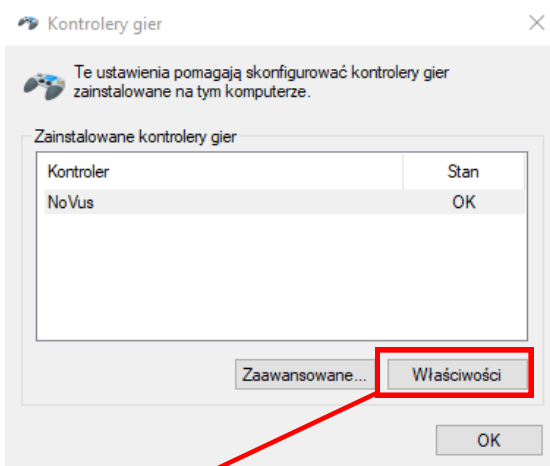 Kontrolery gier
Te ustawienia pomagają skonfigurować kontrolery gier
zainstalowane na tym komputerze.
Zainstalowane kontrolery gier
Kontroler Stan
NoVus OK
Zaawansowane... Właściwości
OK